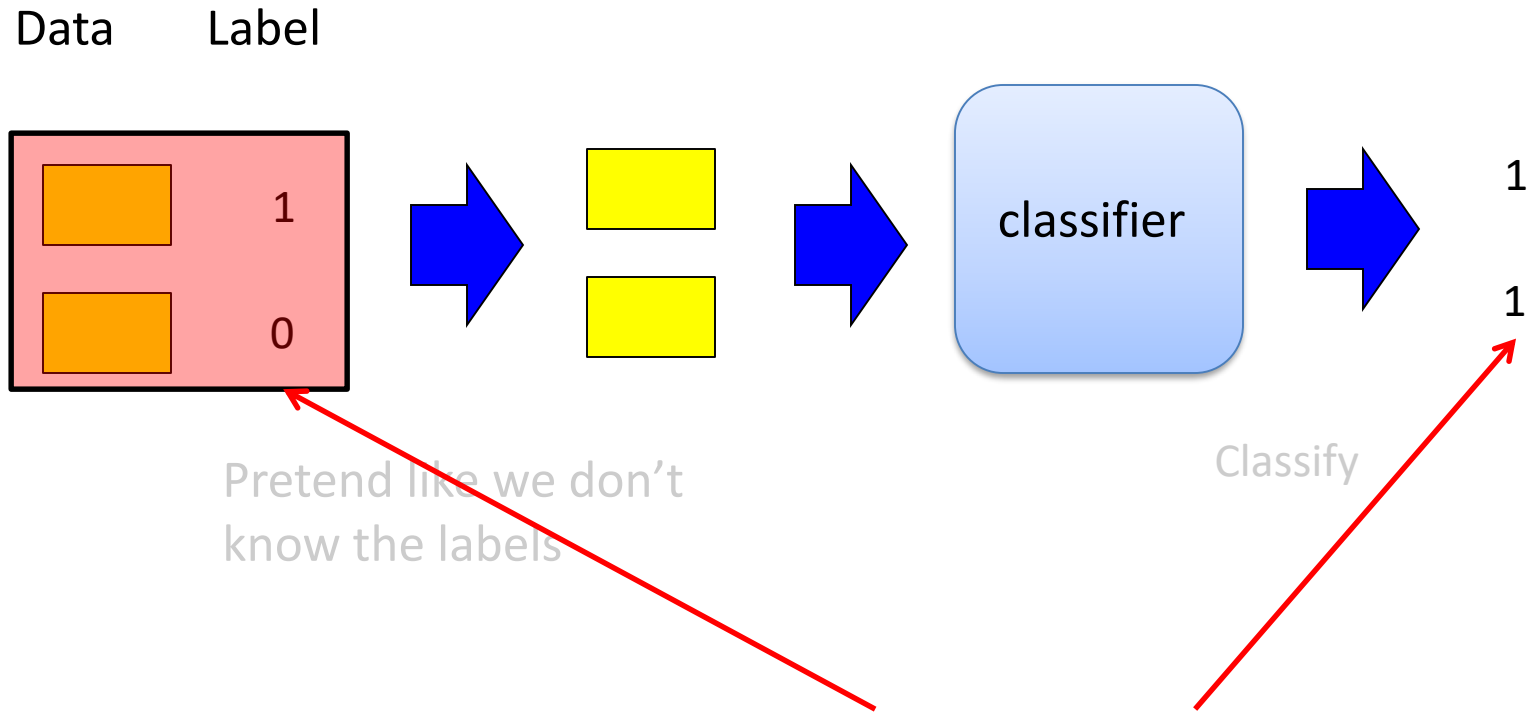 Data Label
1
0
classifier
1
1
Pretend like we don’t
know the labels
Classify